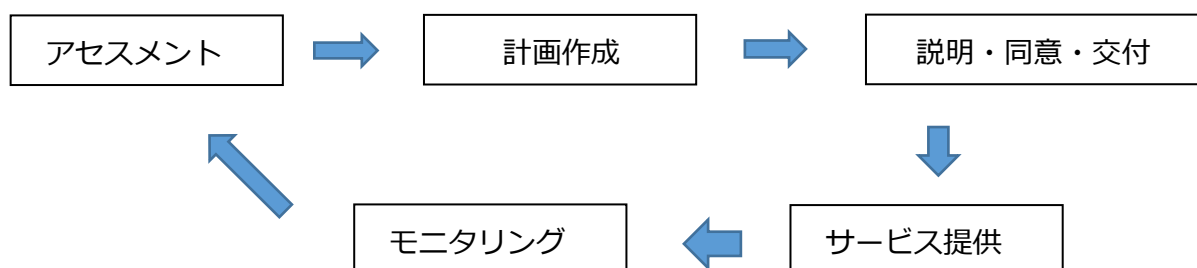 アセスメント
計画作成
説明・同意・交付
サービス提供
モニタリング